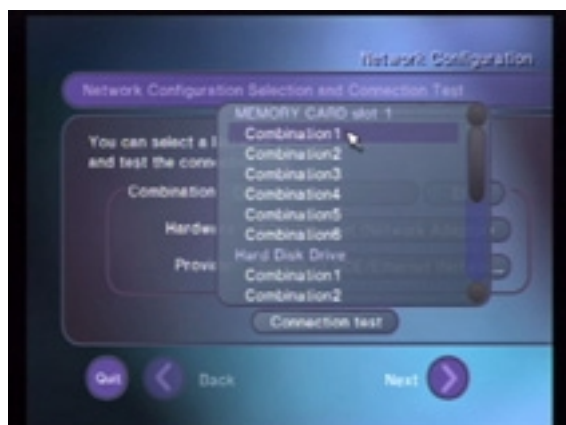 Network Configuration
Network Configuration Selection and Connection Test
MEMORY CARD slot 1
You can select a
and test the conn
Combination1
Combination2
Combination3
Combination4
Combination5
Combination6
Hard Disk Drive
Combination1
Combination2
Combination
Hardw
Provi
Connection test
Quit
Back
Next